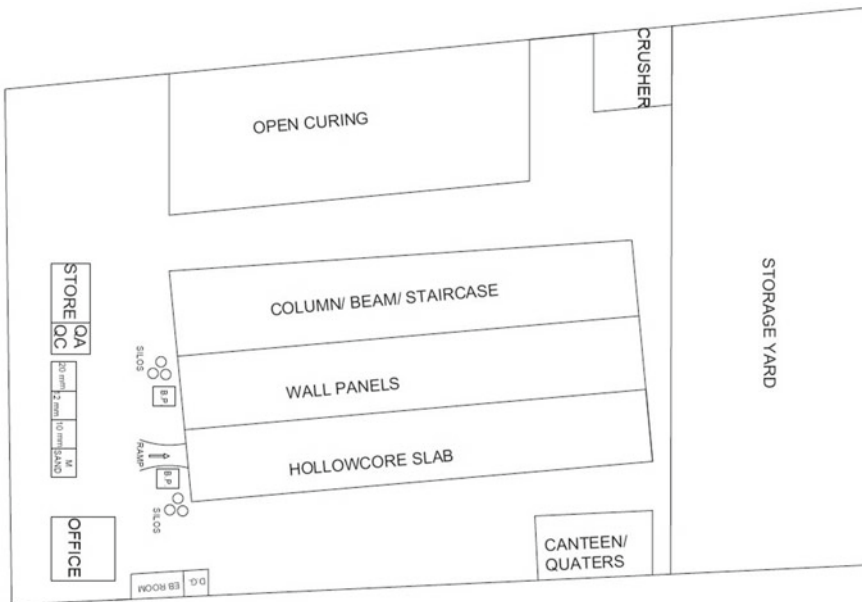 CRUSHER
OPEN CURING
STORAGE YARD
STORE
QA
QC
COLUMN/ BEAM/ STAIRCASE
SILOS
20 mm
B.P
WALL PANELS
2 mm
10 mm
M
SAND
RAMP
HOLLOWCORE SLAB
B.P
SILOS
OFFICE
CANTEEN/
QUATERS
EB ROOM
D.G.